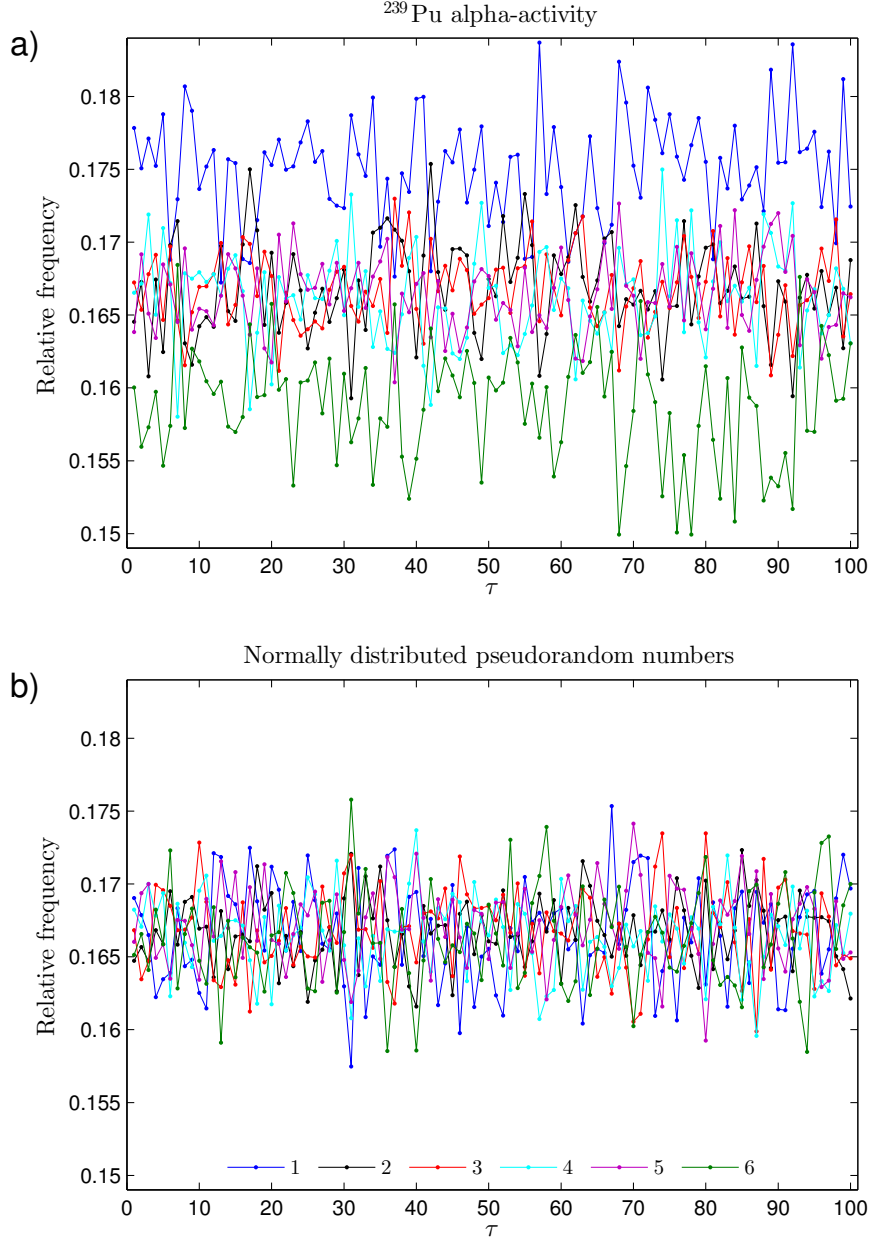 ²³⁹Pu alpha-activity
a)
0.18
0.175
0.17
0.165
0.16
0.155
0.15
Relative frequency
0 10 20 30 40 50 60 70 80 90 100
τ
Normally distributed pseudorandom numbers
b)
0.18
0.175
0.17
0.165
0.16
0.155
0.15
Relative frequency
1 2 3 4 5 6
0 10 20 30 40 50 60 70 80 90 100
τ